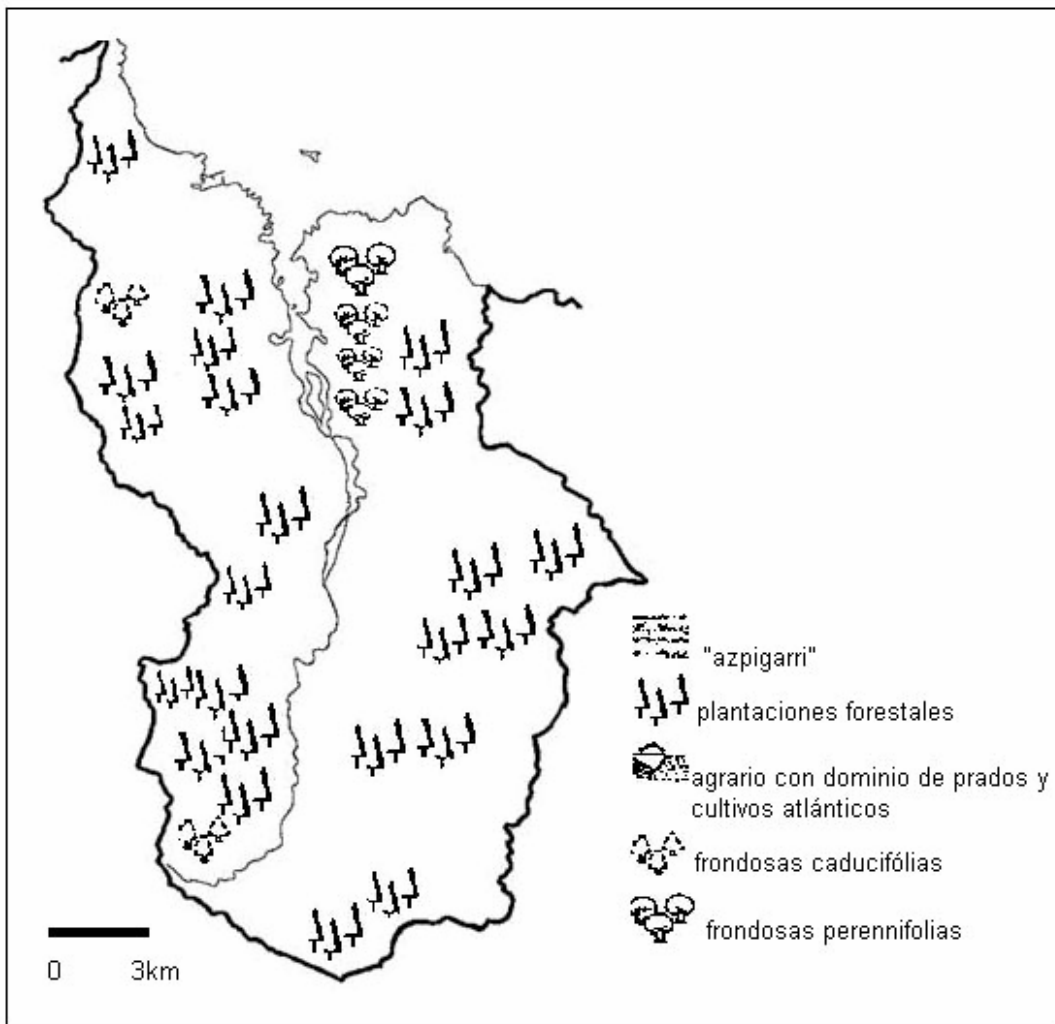 "azpigarri"
plantaciones forestales
agrario con dominio de prados y
cultivos atlánticos
frondosas caducifólias
frondosas perennifolias
0 3km